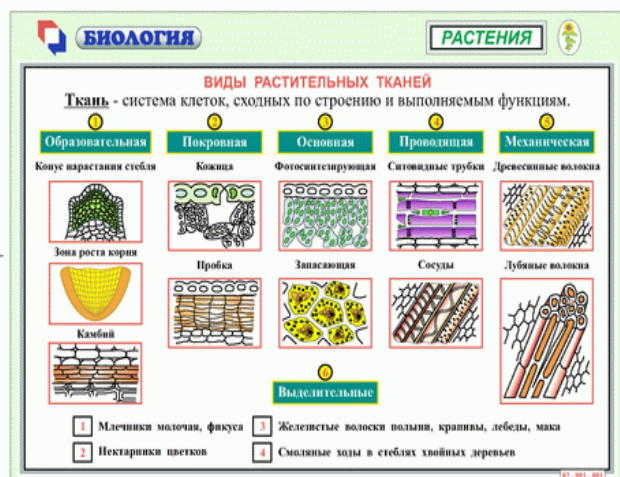 БИОЛОГИЯ
РАСТЕНИЯ
ВИДЫ РАСТИТЕЛЬНЫХ ТКАНЕЙ
Ткань - система клеток, сходных по строению и выполняемым функциям.
1 2 3 4 5
Образовательная Покровная Основная Проводящая Механическая
Конус нарастания стебля Кожица Фотосинтезирующая Ситовидные трубки Древесинные волокна
Зона роста корня
Пробка Запасающая Сосуды Лубяные волокна
Камбий
6
Выделительные
1 Млечники молочая, фикуса 3 Железистые волоски полыни, крапивы, лебеды, мака
2 Нектарники цветков 4 Смоляные ходы в стеблях хвойных деревьев